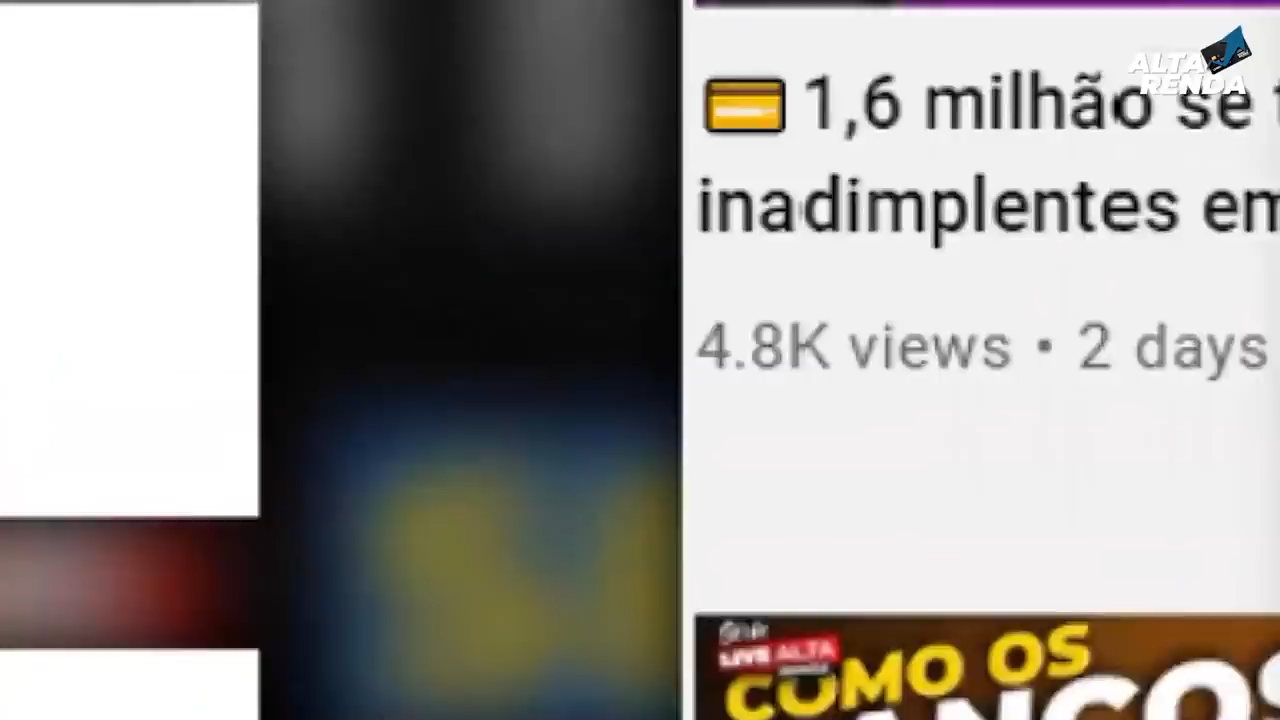 ALTA
RENDA
1,6 milhão se
inadimplentes em
4.8K views • 2 days
LIVE ALTA
COMO OS